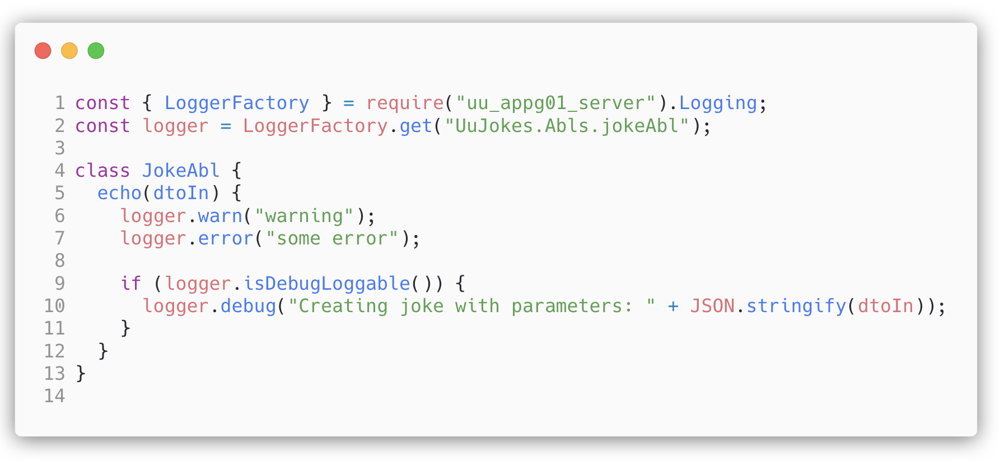 1 const { LoggerFactory } = require("uu_appg01_server").Logging;
2 const logger = LoggerFactory.get("UuJokes.Abls.jokeAbl");
3
4 class JokeAbl {
5   echo(dtoIn) {
6     logger.warn("warning");
7     logger.error("some error");
8
9     if (logger.isDebugLoggable()) {
10       logger.debug("Creating joke with parameters: " + JSON.stringify(dtoIn));
11     }
12   }
13 }
14